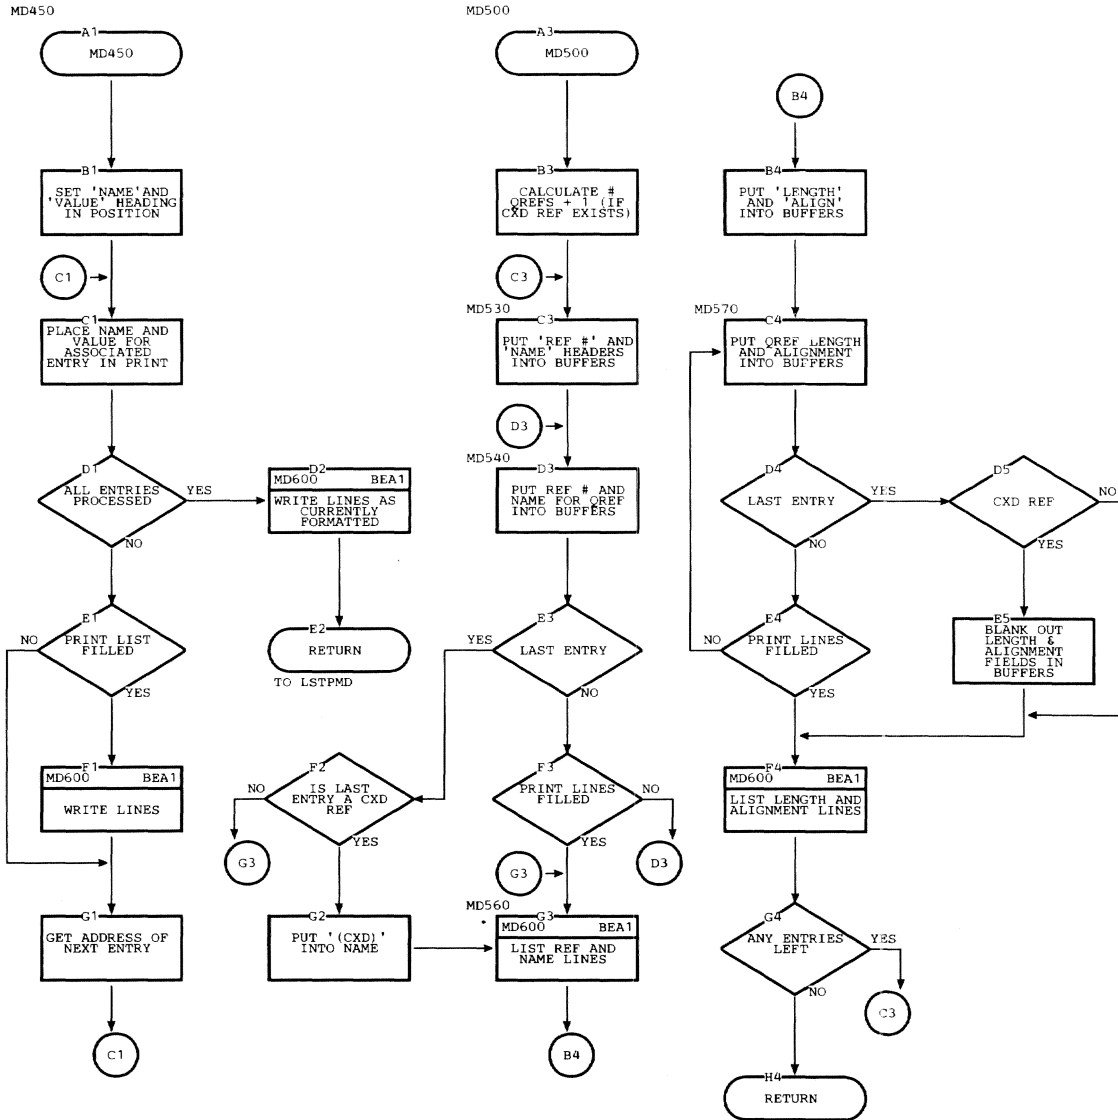 MD450
A1
MD450
B1
SET 'NAME'AND
'VALUE' HEADING
IN POSITION
C1
C1
PLACE NAME AND
VALUE FOR
ASSOCIATED
ENTRY IN PRINT
D1
ALL ENTRIES
PROCESSED
YES
NO
D2
MD600 BEA1
WRITE LINES AS
CURRENTLY
FORMATTED
E2
RETURN
TO LSTPMD
E1
PRINT LIST
FILLED
NO
YES
F1
MD600 BEA1
WRITE LINES
G1
GET ADDRESS OF
NEXT ENTRY
C1
MD500
A3
MD500
B3
CALCULATE #
QREFS + 1 (IF
CXD REF EXISTS)
C3
MD530
C3
PUT 'REF #' AND
'NAME' HEADERS
INTO BUFFERS
D3
MD540
D3
PUT REF # AND
NAME FOR QREF
INTO BUFFERS
E3
LAST ENTRY
YES
NO
F2
IS LAST
ENTRY A CXD
REF
NO
YES
G3
G2
PUT '(CXD)'
INTO NAME
F3
PRINT LINES
FILLED
NO
YES
D3
G3
MD560
G3
MD600 BEA1
LIST REF AND
NAME LINES
B4
B4
B4
PUT 'LENGTH'
AND 'ALIGN'
INTO BUFFERS
MD570
C4
PUT QREF LENGTH
AND ALIGNMENT
INTO BUFFERS
D4
LAST ENTRY
YES
NO
D5
CXD REF
NO
YES
E4
PRINT LINES
FILLED
NO
YES
E5
BLANK OUT
LENGTH &
ALIGNMENT
FIELDS IN
BUFFERS
F4
MD600 BEA1
LIST LENGTH AND
ALIGNMENT LINES
G4
ANY ENTRIES
LEFT
YES
NO
C3
H4
RETURN